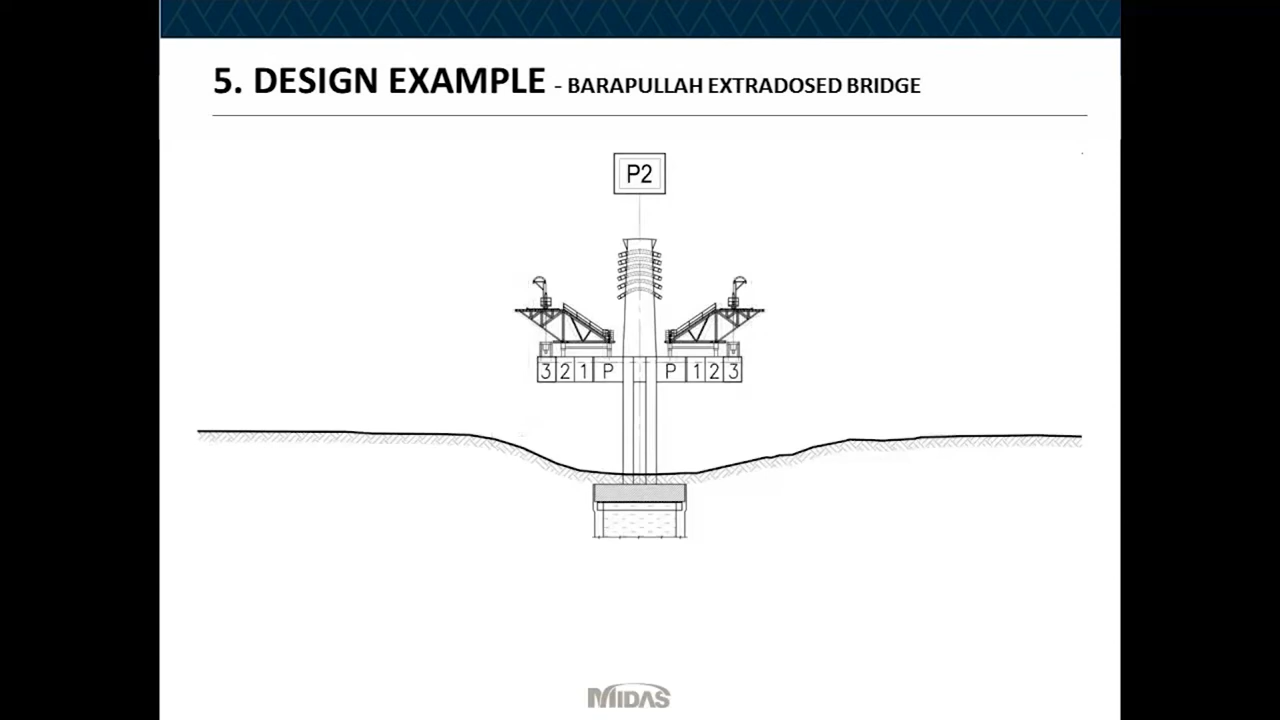 5. DESIGN EXAMPLE - BARAPULLAH EXTRADOSED BRIDGE
P2
3 2 1 P P 1 2 3
MIDAS